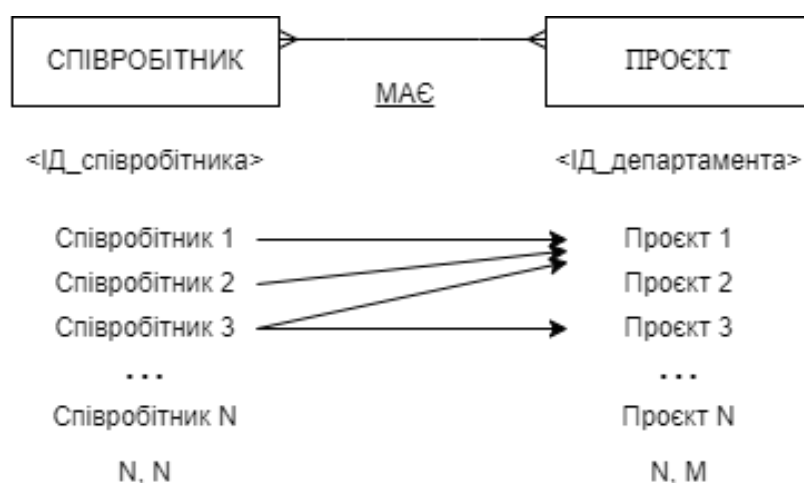 СПІВРОБІТНИК ПРОЄКТ
МАЄ
<ІД_співробітника> <ІД_департамента>
Співробітник 1 Проєкт 1
Співробітник 2 Проєкт 2
Співробітник 3 Проєкт 3
... ...
Співробітник N Проєкт N
N, N N, M